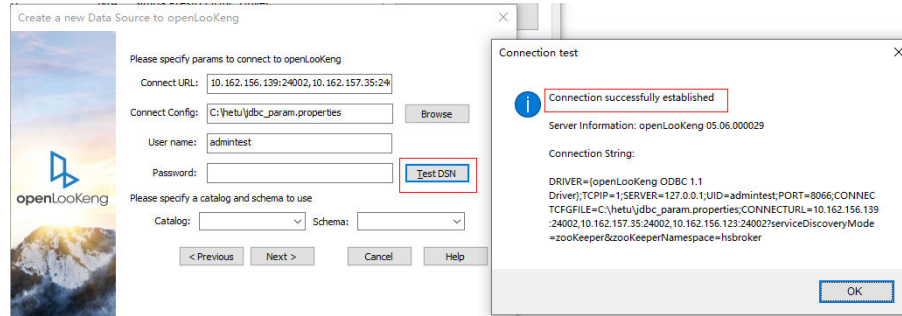 Create a new Data Source to openLooKeng
Please specify params to connect to openLooKeng
Connect URL: 10.162.156.139:24002,10.162.157.35:24
Connect Config: C:\hetu\jdbc_param.properties Browse
User name: admintest
Password: Test DSN
openLooKeng
Please specify a catalog and schema to use
Catalog: Schema:
< Previous Next > Cancel Help
Connection test
Connection successfully established
Server Information: openLooKeng 05.06.000029
Connection String:
DRIVER={openLooKeng ODBC 1.1
Driver};TCPIP=1;SERVER=127.0.0.1;UID=admintest;PORT=8066;CONNEC
TCFGFILE=C:\hetu\jdbc_param.properties;CONNECTURL=10.162.156.139
:24002,10.162.157.35:24002,10.162.156.123:24002?serviceDiscoveryMode
=zooKeeper&zooKeeperNamespace=hsbroker
OK